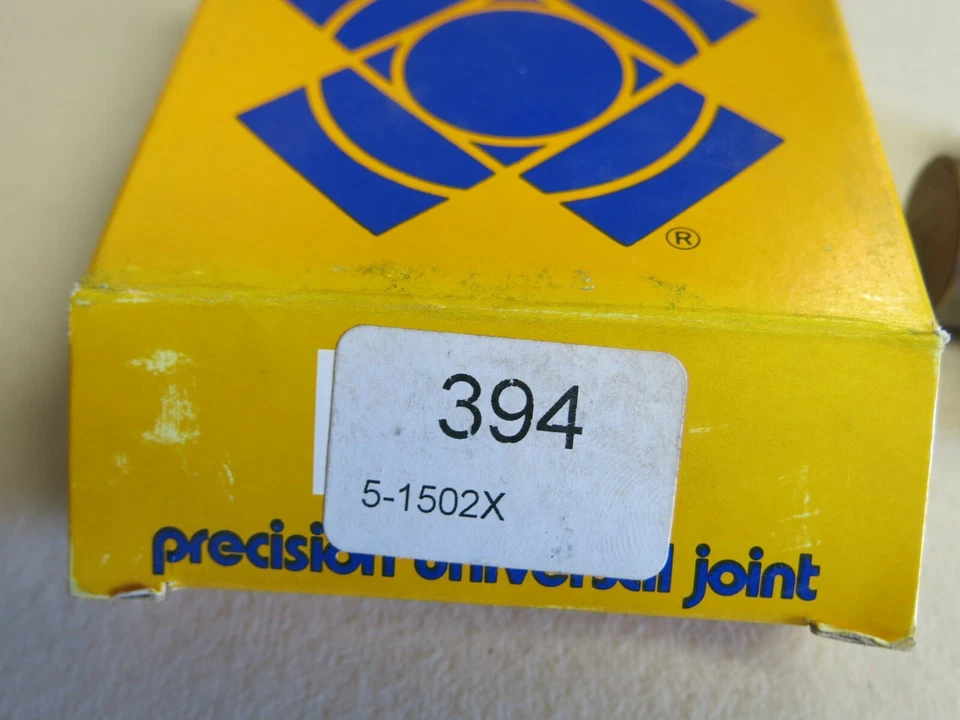 ®
394
5-1502X
precision universal joint